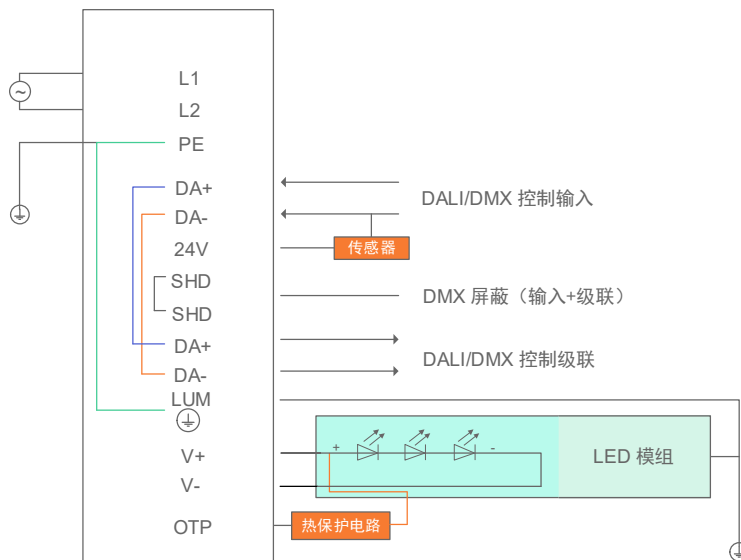 L1
L2
PE
DA+
DALI/DMX 控制输入
DA-
24V
传感器
SHD
DMX 屏蔽（输入+级联）
SHD
DA+
DALI/DMX 控制级联
DA-
LUM
+
-
V+
LED 模组
V-
OTP
热保护电路